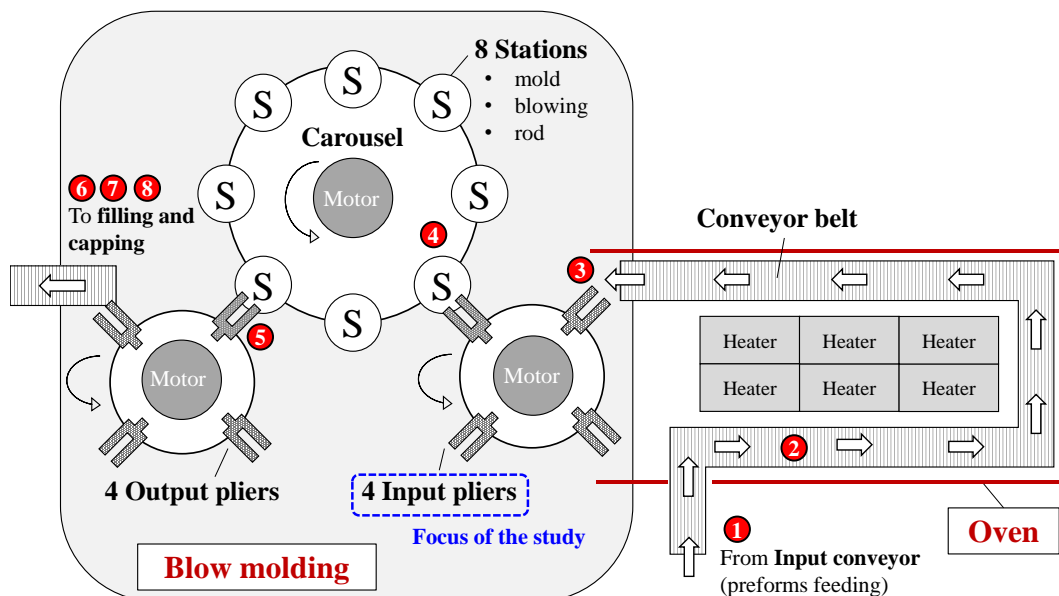 8 Stations
• mold
• blowing
• rod
S
S
S
S
S
S
S
S
Carousel
Motor
6 7 8
To filling and
capping
4
3
5
Conveyor belt
Heater Heater Heater
Heater Heater Heater
2
Motor
Motor
4 Output pliers
4 Input pliers
Focus of the study
Blow molding
1
From Input conveyor
(preforms feeding)
Oven